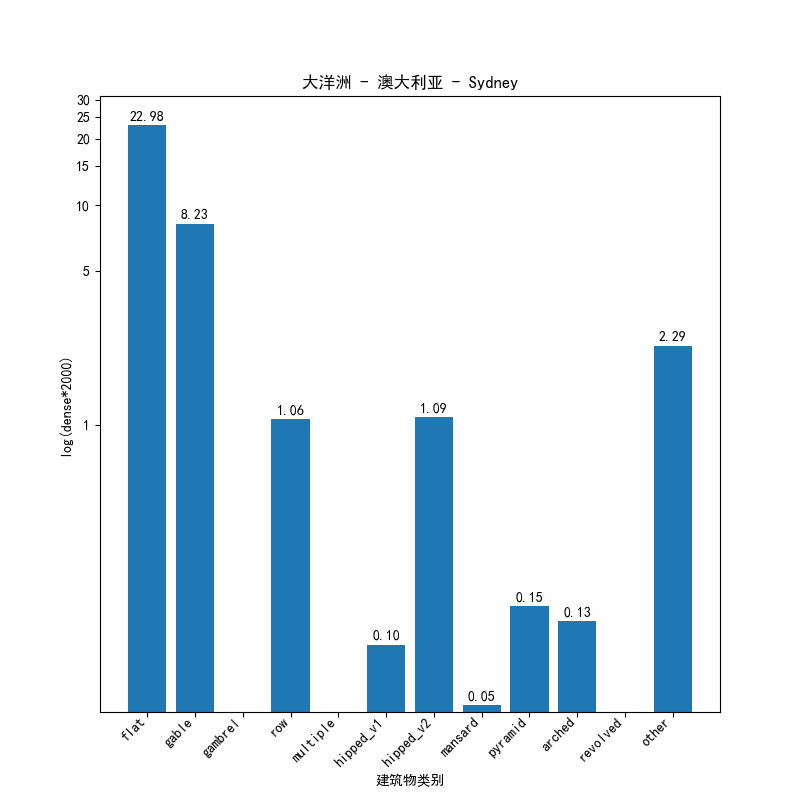 大洋洲 - 澳大利亚 - Sydney
30
25
20
15
10
5
1
log(dense*2000)
22.98
8.23
1.06
0.10
1.09
0.05
0.15
0.13
2.29
flat
gable
gambrel
row
multiple
hipped_v1
hipped_v2
mansard
pyramid
arched
revolved
other
建筑物类别